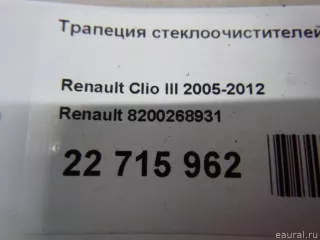 Трапеция стеклоочистителей
Renault Clio III 2005-2012
Renault 8200268931
22 715 962
eaural.ru